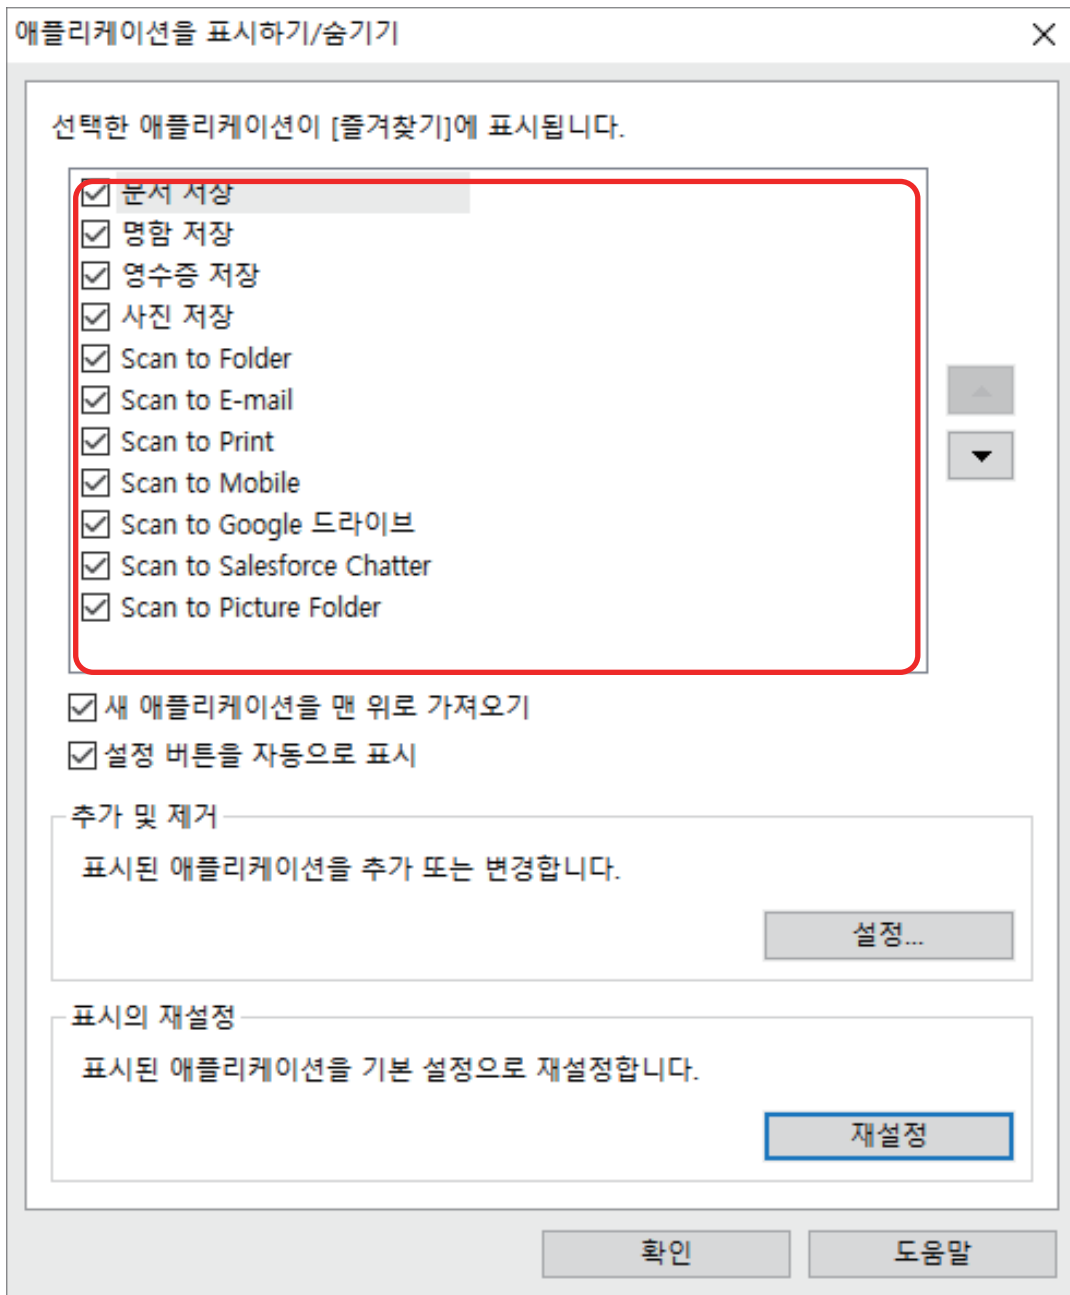 애플리케이션을 표시하기/숨기기
선택한 애플리케이션이 [즐겨찾기]에 표시됩니다.
문서 저장
명함 저장
영수증 저장
사진 저장
Scan to Folder
Scan to E-mail
Scan to Print
Scan to Mobile
Scan to Google 드라이브
Scan to Salesforce Chatter
Scan to Picture Folder
새 애플리케이션을 맨 위로 가져오기
설정 버튼을 자동으로 표시
추가 및 제거
표시된 애플리케이션을 추가 또는 변경합니다.
설정...
표시의 재설정
표시된 애플리케이션을 기본 설정으로 재설정합니다.
재설정
확인
도움말